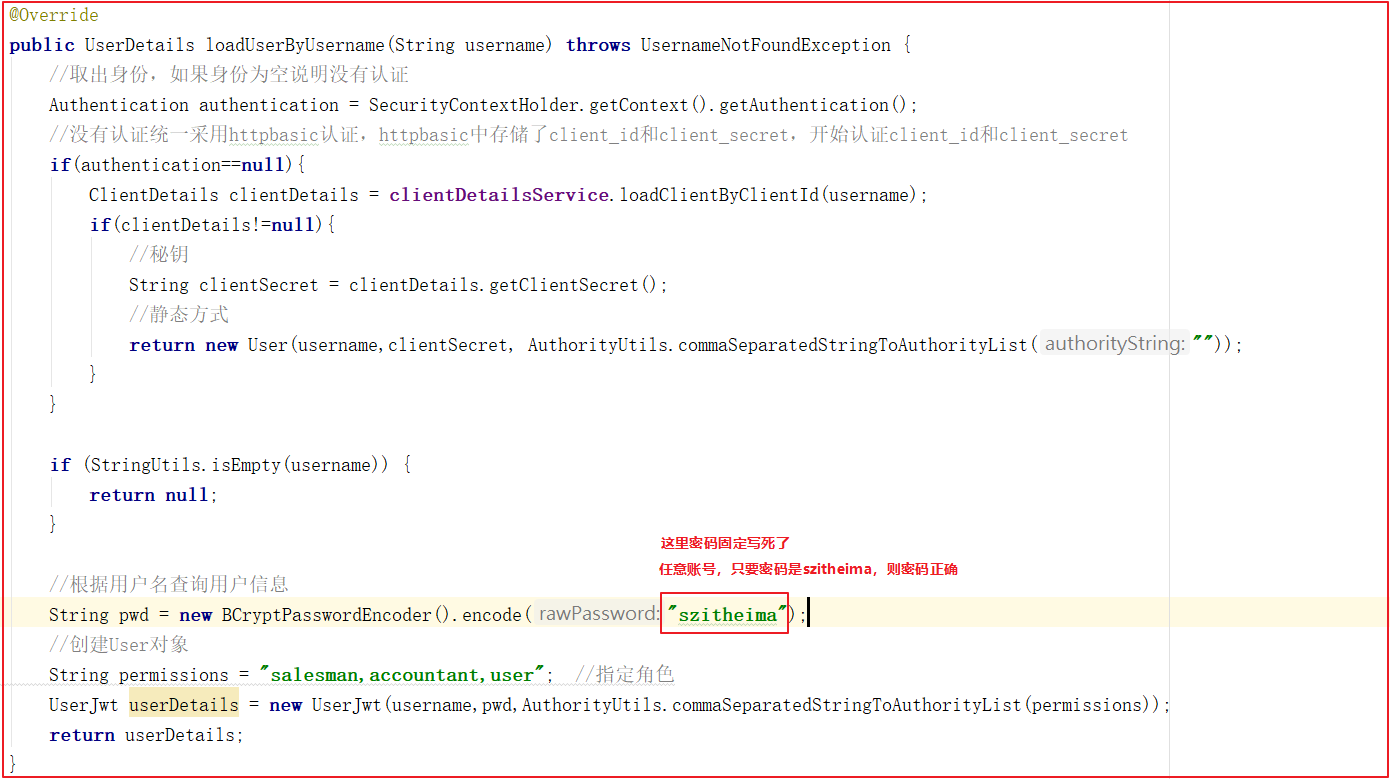 @Override
public UserDetails loadUserByUsername(String username) throws UsernameNotFoundException {
//取出身份，如果身份为空说明没有认证
Authentication authentication = SecurityContextHolder.getContext().getAuthentication();
//没有认证统一采用httpbasic认证，httpbasic中存储了client_id和client_secret，开始认证client_id和client_secret
if(authentication==null){
ClientDetails clientDetails = clientDetailsService.loadClientByClientId(username);
if(clientDetails!=null){
//秘钥
String clientSecret = clientDetails.getClientSecret();
//静态方式
return new User(username,clientSecret, AuthorityUtils.commaSeparatedStringToAuthorityList( authorityString: ""));
}
}
if (StringUtils.isEmpty(username)) {
return null;
}
这里密码固定写死了
任意账号，只要密码是szitheima，则密码正确
//根据用户名查询用户信息
String pwd = new BCryptPasswordEncoder().encode( rawPassword: "szitheima");
//创建User对象
String permissions = "salesman,accountant,user"; //指定角色
UserJwt userDetails = new UserJwt(username,pwd,AuthorityUtils.commaSeparatedStringToAuthorityList(permissions));
return userDetails;
}